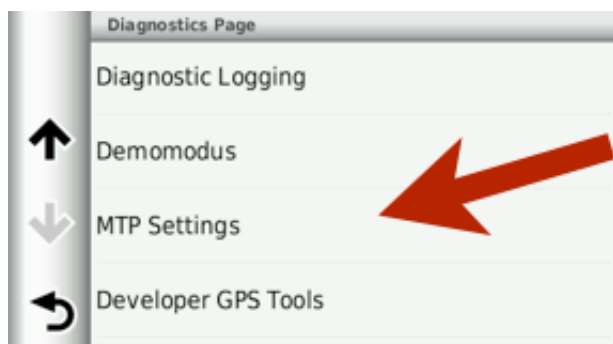 Diagnostics Page
Diagnostic Logging
Demomodus
MTP Settings
Developer GPS Tools